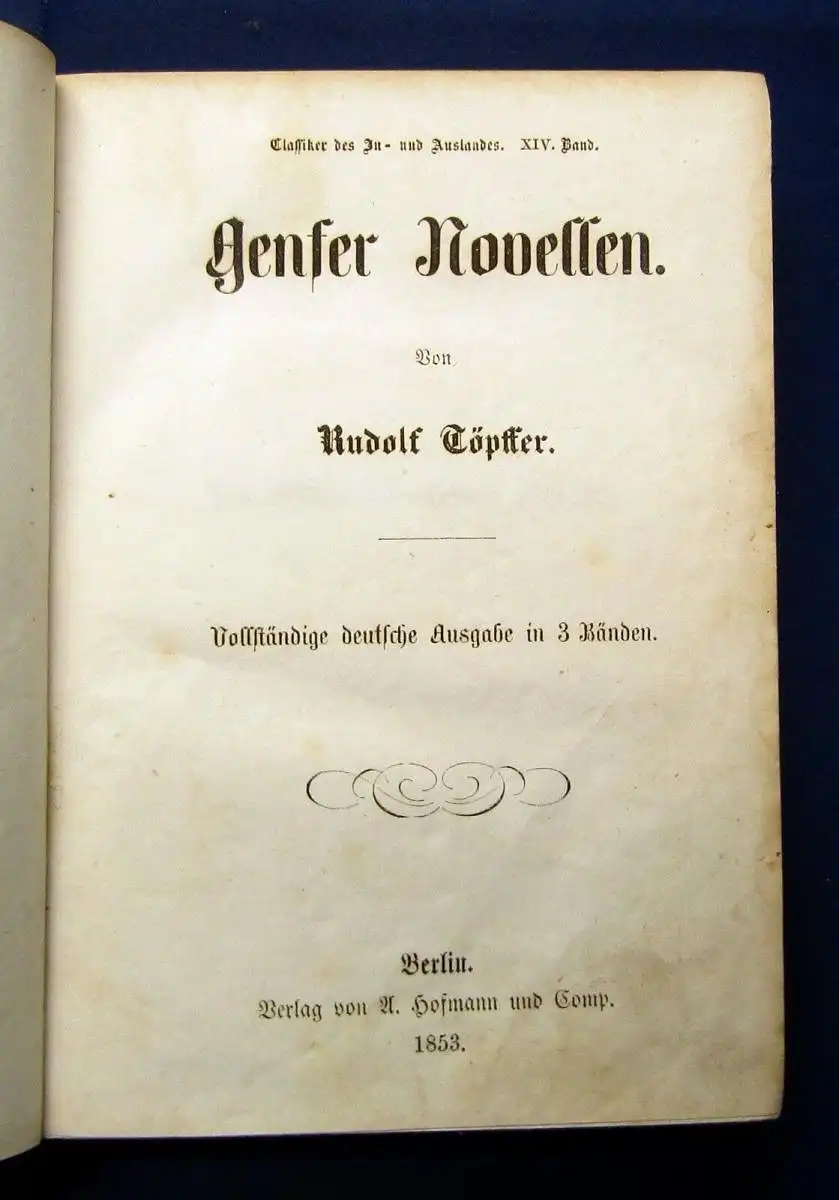 Classiker des In- und Auslandes. XIV. Band.
Genfer Novellen.
Von
Rudolf Töpffer.
Vollständige deutsche Ausgabe in 3 Bänden.
Berlin.
Verlag von A. Hofmann und Comp.
1853.